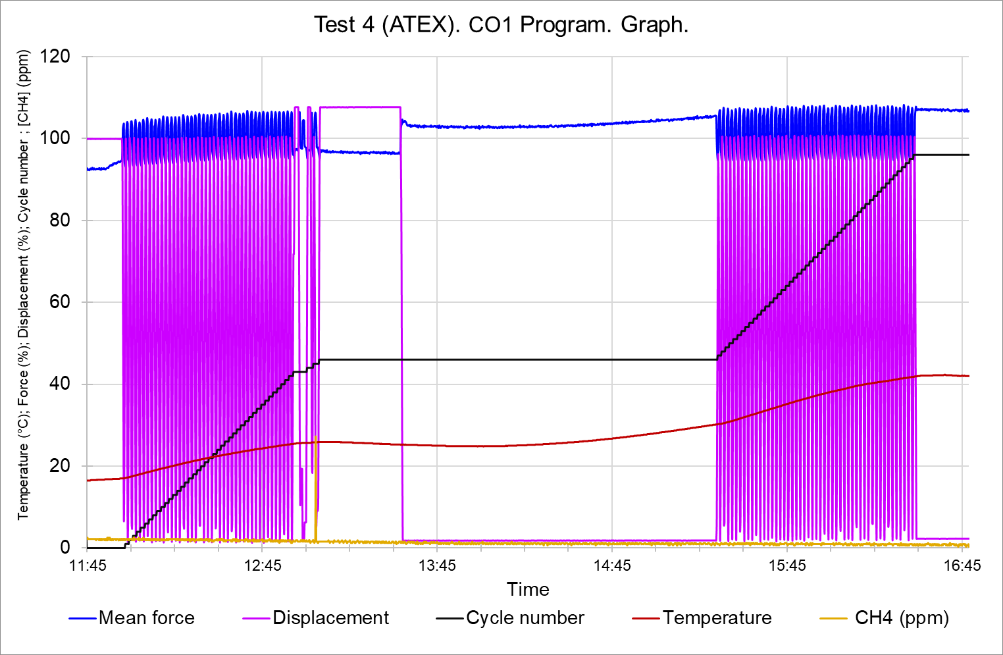 Test 4 (ATEX). CO1 Program. Graph.
Temperature (°C); Force (%); Displacement (%); Cycle number ; [CH4] (ppm)
120
100
80
60
40
20
0
11:45 12:45 13:45 14:45 15:45 16:45
Time
Mean force Displacement Cycle number Temperature CH4 (ppm)